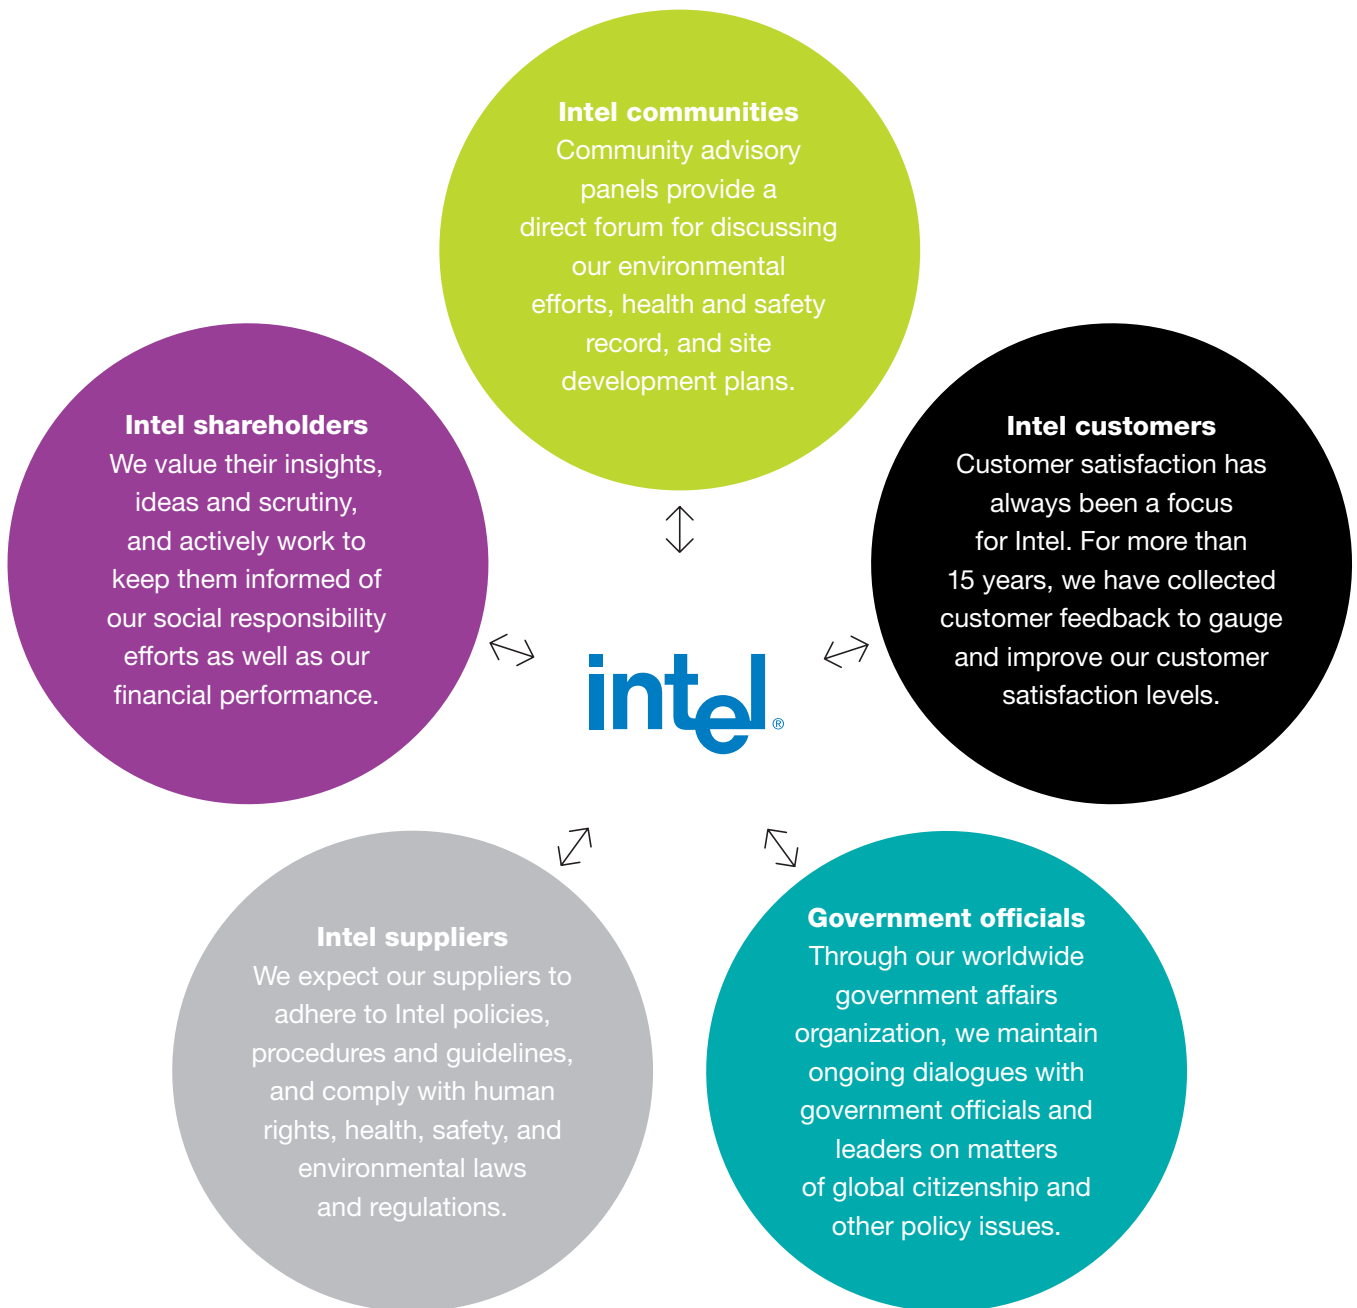 Intel communities
Community advisory
panels provide a
direct forum for discussing
our environmental
efforts, health and safety
record, and site
development plans.
Intel shareholders
We value their insights,
ideas and scrutiny,
and actively work to
keep them informed of
our social responsibility
efforts as well as our
financial performance.
Intel customers
Customer satisfaction has
always been a focus
for Intel. For more than
15 years, we have collected
customer feedback to gauge
and improve our customer
satisfaction levels.
intel®
Intel suppliers
We expect our suppliers to
adhere to Intel policies,
procedures and guidelines,
and comply with human
rights, health, safety, and
environmental laws
and regulations.
Government officials
Through our worldwide
government affairs
organization, we maintain
ongoing dialogues with
government officials and
leaders on matters
of global citizenship and
other policy issues.